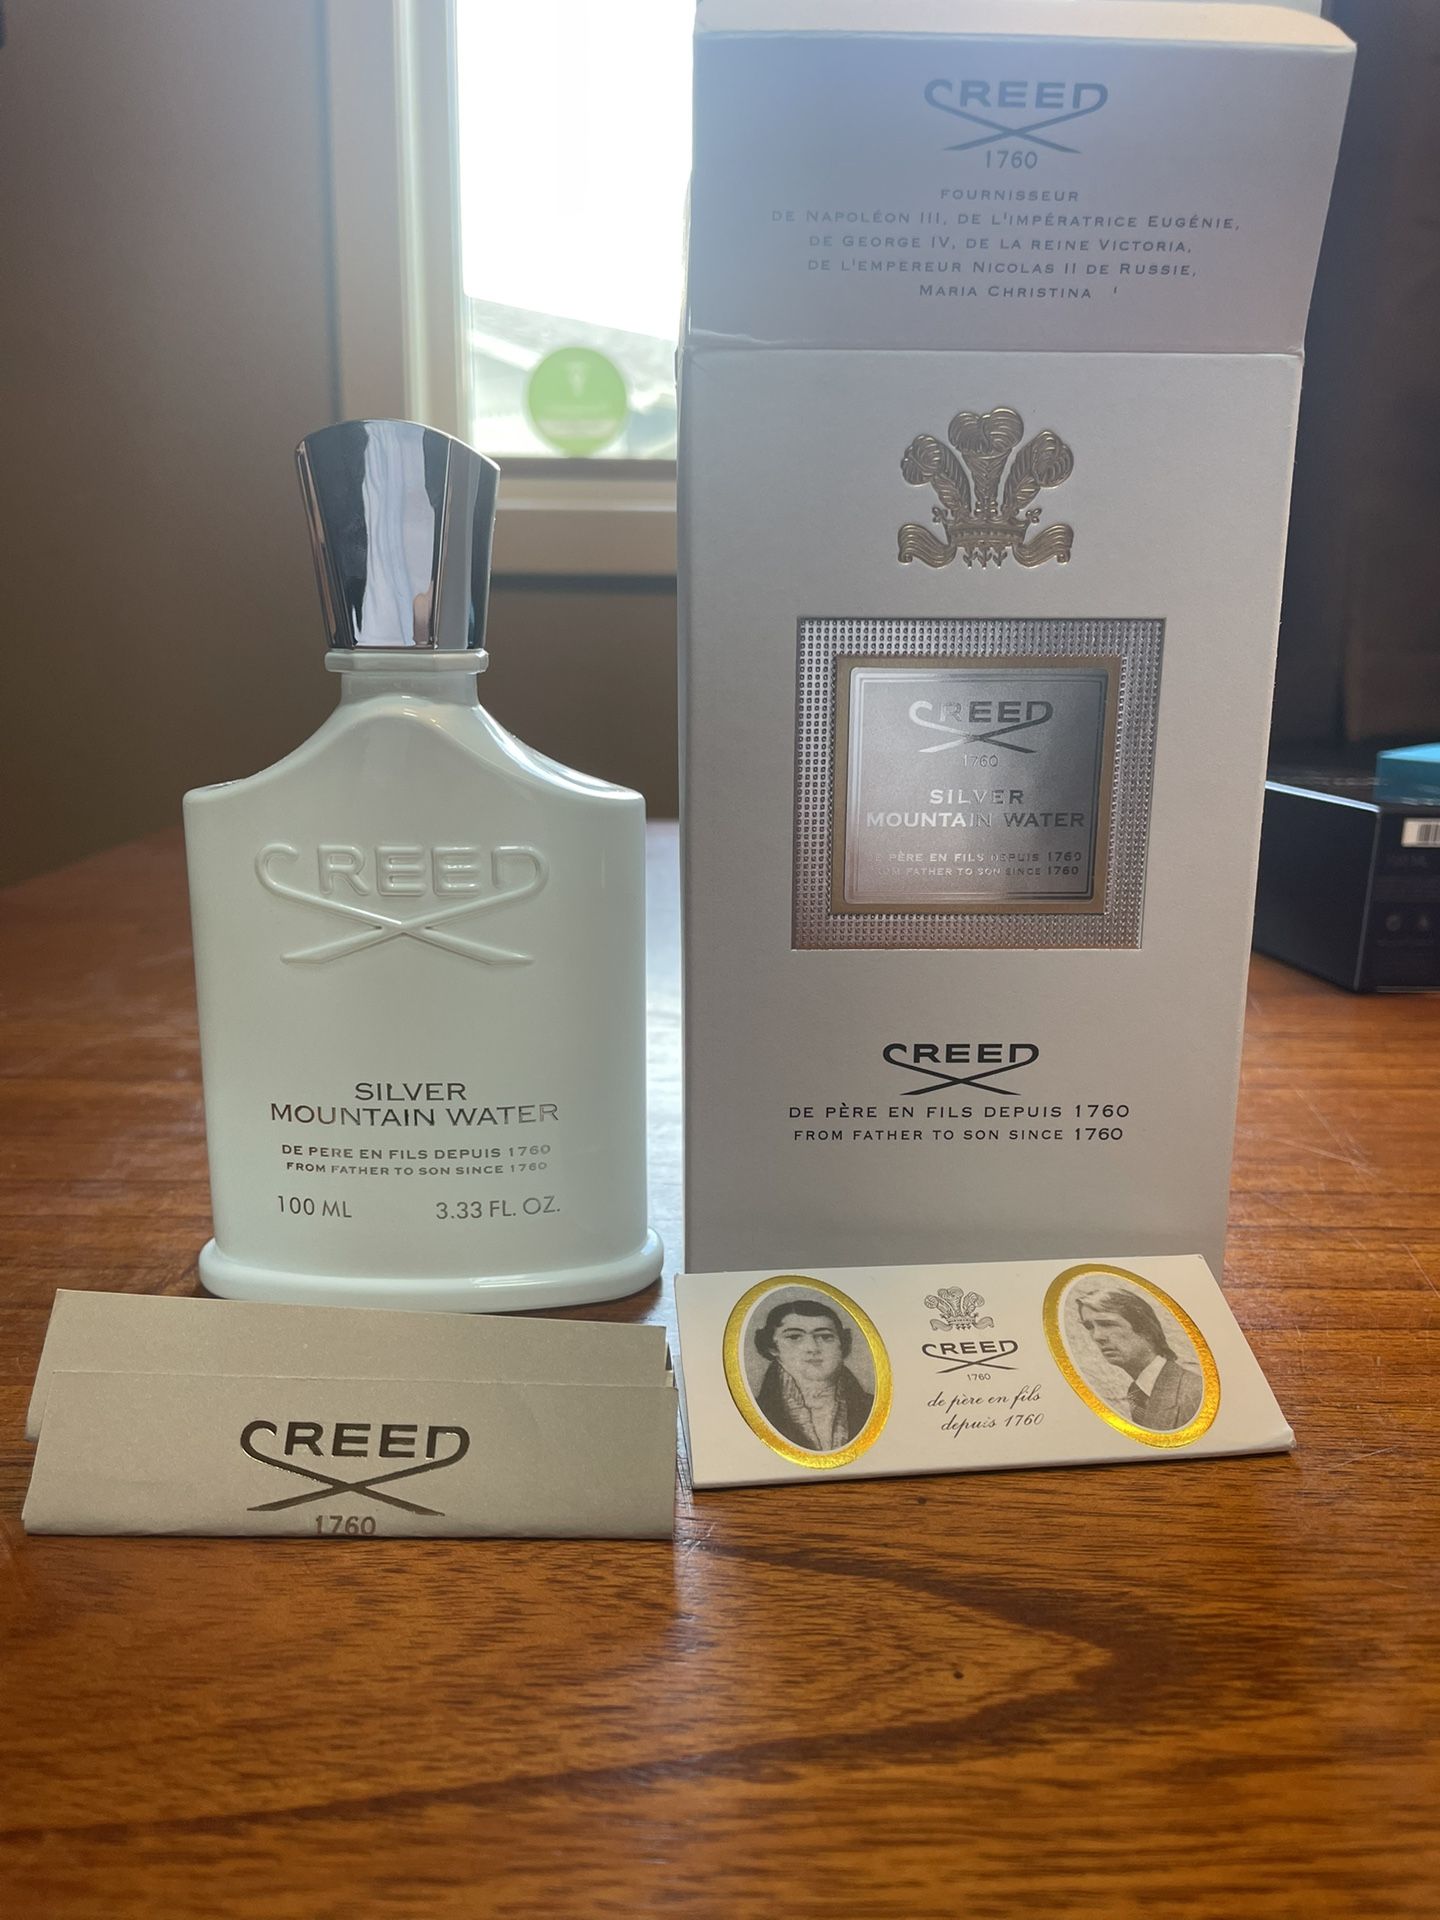 CREED
1760
FOURNISSEUR
DE NAPOLÉON III, DE L'IMPÉRATRICE EUGÉNIE,
DE GEORGE IV, DE LA REINE VICTORIA,
DE L'EMPEREUR NICOLAS II DE RUSSIE,
MARIA CHRISTINA
CREED
1760
SILVER
MOUNTAIN WATER
DE PÈRE EN FILS DEPUIS 1760
FROM FATHER TO SON SINCE 1760
CREED
DE PÈRE EN FILS DEPUIS 1760
FROM FATHER TO SON SINCE 1760
CREED
SILVER
MOUNTAIN WATER
DE PERE EN FILS DEPUIS 1760
FROM FATHER TO SON SINCE 1760
100 ML 3.33 FL. OZ.
CREED
1760
CREED
1760
de père en fils
depuis 1760